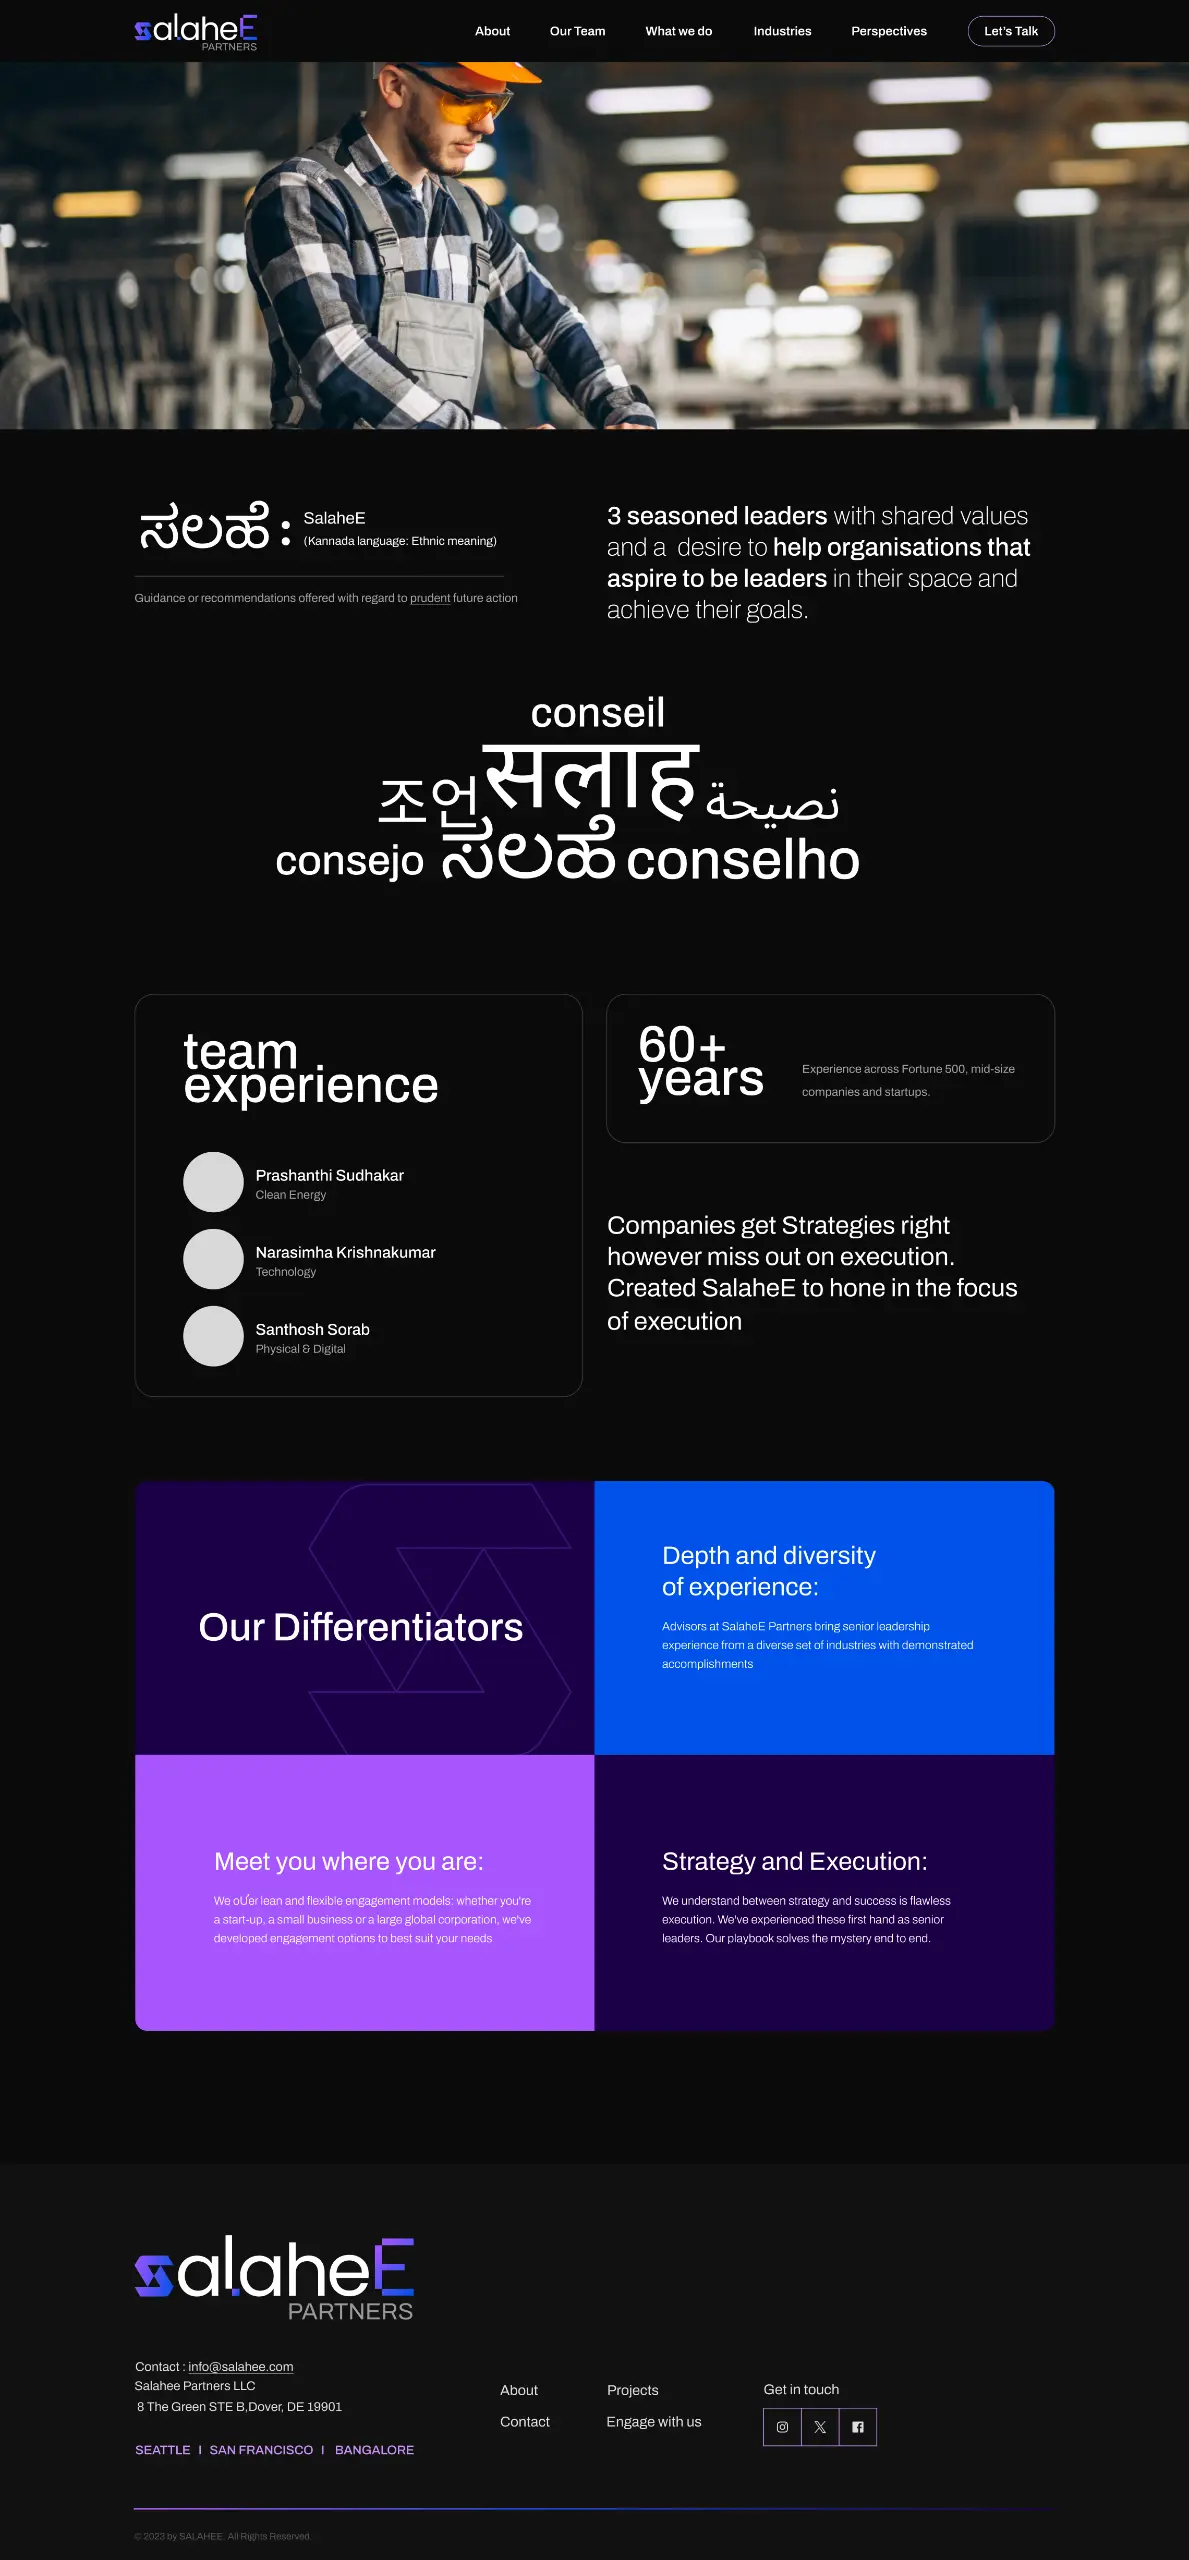 salaheE
PARTNERS
About
Our Team
What we do
Industries
Perspectives
Let's Talk
ಸಲಹೆ :
SalaheE
(Kannada language: Ethnic meaning)
Guidance or recommendations offered with regard to prudent future action
3 seasoned leaders with shared values
and a desire to help organisations that
aspire to be leaders in their space and
achieve their goals.
conseil
조언 सलाह نصيحة
consejo ಸಲಹೆ conselho
team
experience
Prashanthi Sudhakar
Clean Energy
Narasimha Krishnakumar
Technology
Santhosh Sorab
Physical & Digital
60+
years
Experience across Fortune 500, mid-size
companies and startups.
Companies get Strategies right
however miss out on execution.
Created SalaheE to hone in the focus
of execution
Our Differentiators
Depth and diversity
of experience:
Advisors at SalaheE Partners bring senior leadership
experience from a diverse set of industries with demonstrated
accomplishments
Meet you where you are:
We oƯer lean and flexible engagement models: whether you're
a start-up, a small business or a large global corporation, we've
developed engagement options to best suit your needs
Strategy and Execution:
We understand between strategy and success is flawless
execution. We've experienced these first hand as senior
leaders. Our playbook solves the mystery end to end.
salaheE
PARTNERS
Contact : info@salahee.com
Salahee Partners LLC
8 The Green STE B,Dover, DE 19901
SEATTLE I SAN FRANCISCO I BANGALORE
About
Contact
Projects
Engage with us
Get in touch
© 2023 by SALAHEE. All Rights Reserved.